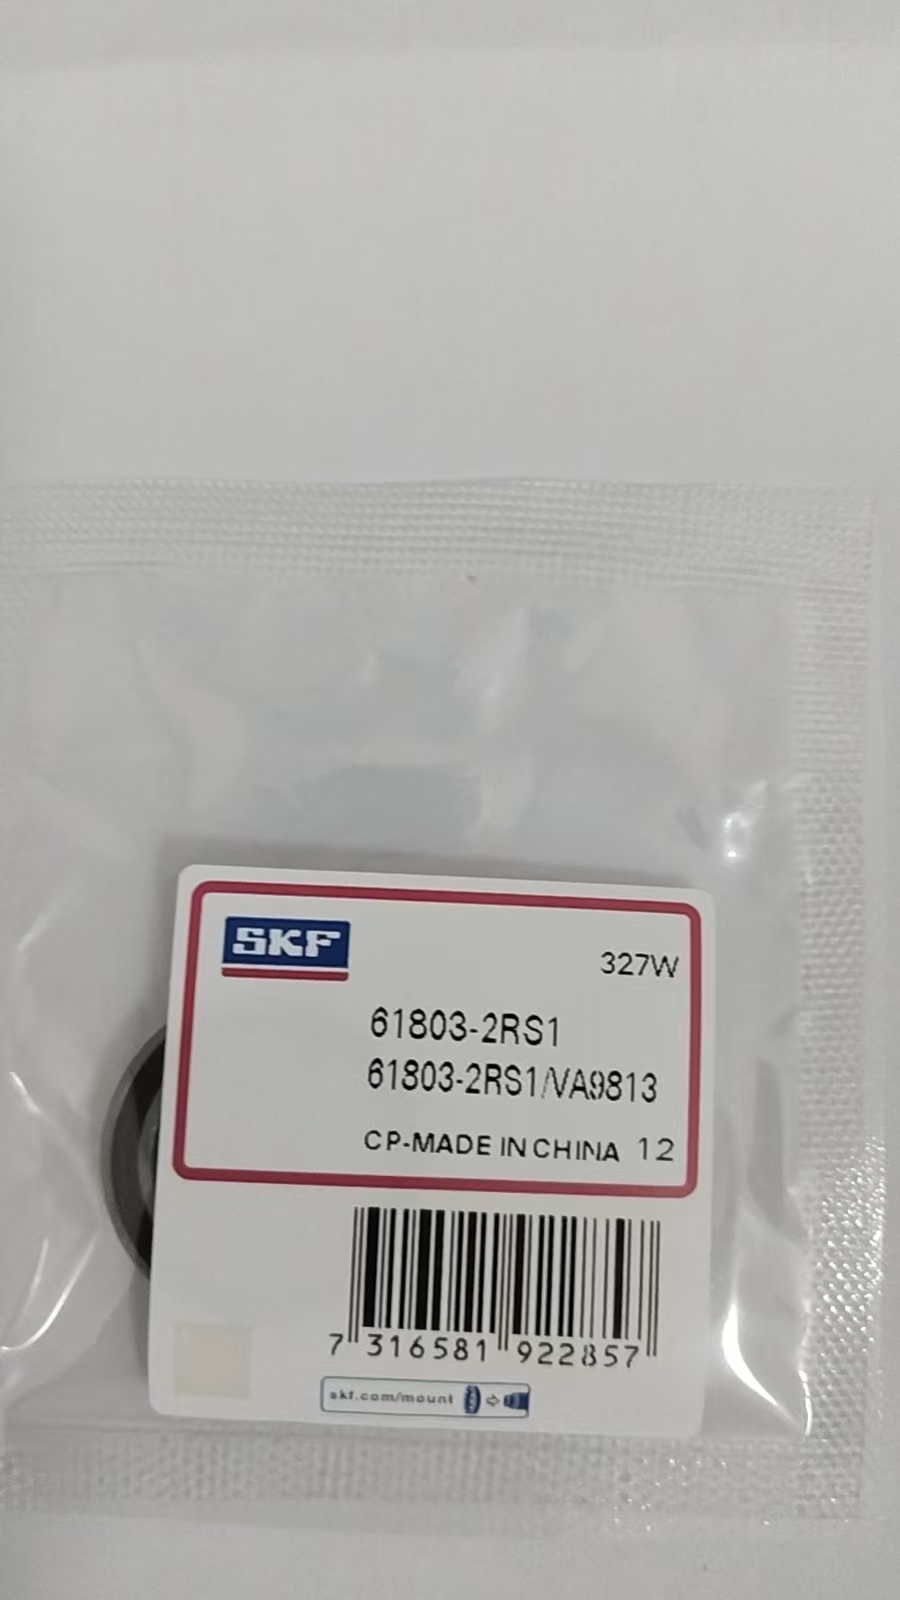 SKF
327W
61803-2RS1
61803-2RS1/VA9813
CP-MADE IN CHINA 12
7 316581 922857
skf.com/mount